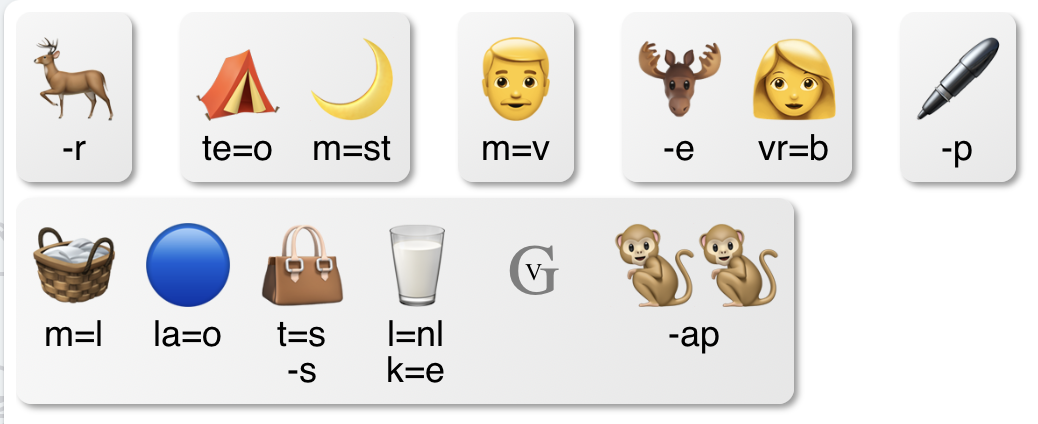 -r te=o m=st m=v -e vr=b -p
G
v
m=l la=o t=s l=nl -ap
-s k=e